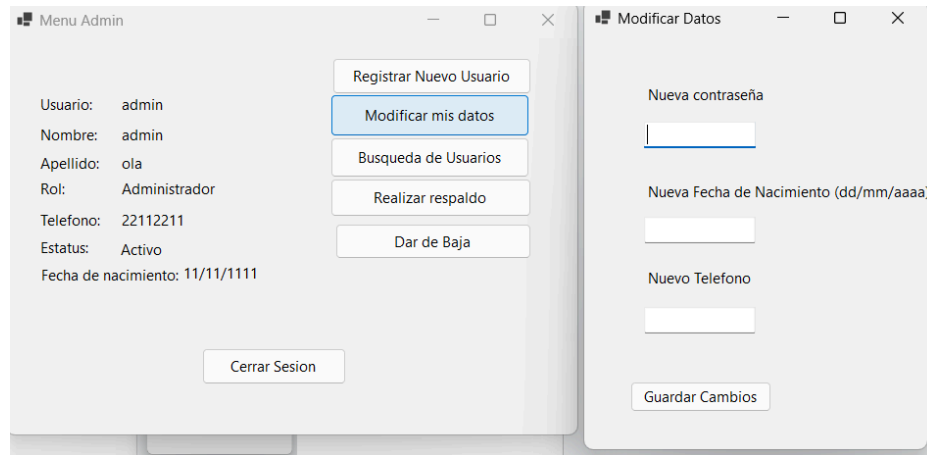 Menu Admin
Usuario: admin
Nombre: admin
Apellido: ola
Rol: Administrador
Telefono: 22112211
Estatus: Activo
Fecha de nacimiento: 11/11/1111
Registrar Nuevo Usuario
Modificar mis datos
Busqueda de Usuarios
Realizar respaldo
Dar de Baja
Cerrar Sesion
Modificar Datos
Nueva contraseña
Nueva Fecha de Nacimiento (dd/mm/aaaa)
Nuevo Telefono
Guardar Cambios